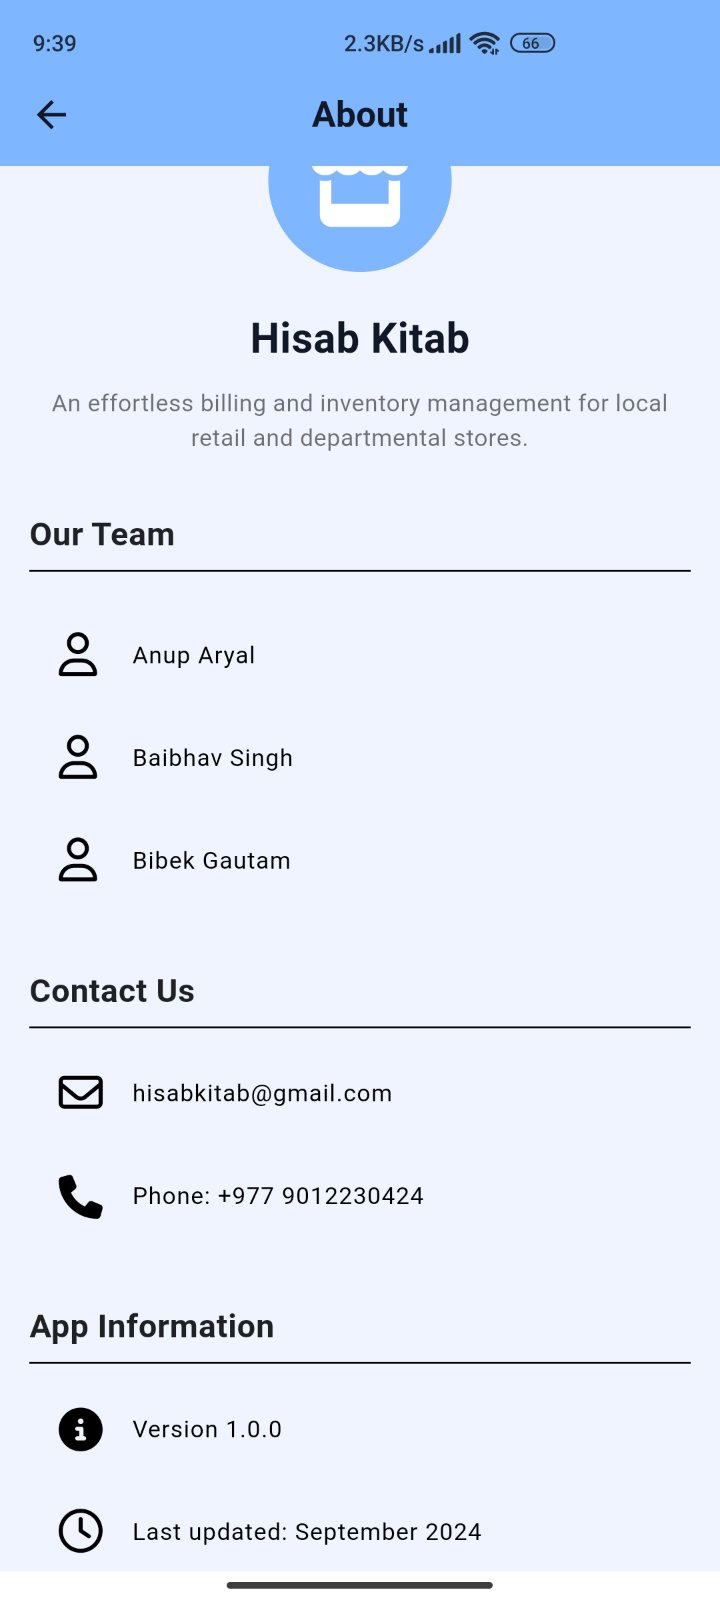 9:39 2.3KB/s 66
About
Hisab Kitab
An effortless billing and inventory management for local
retail and departmental stores.
Our Team
Anup Aryal
Baibhav Singh
Bibek Gautam
Contact Us
hisabkitab@gmail.com
Phone: +977 9012230424
App Information
Version 1.0.0
Last updated: September 2024